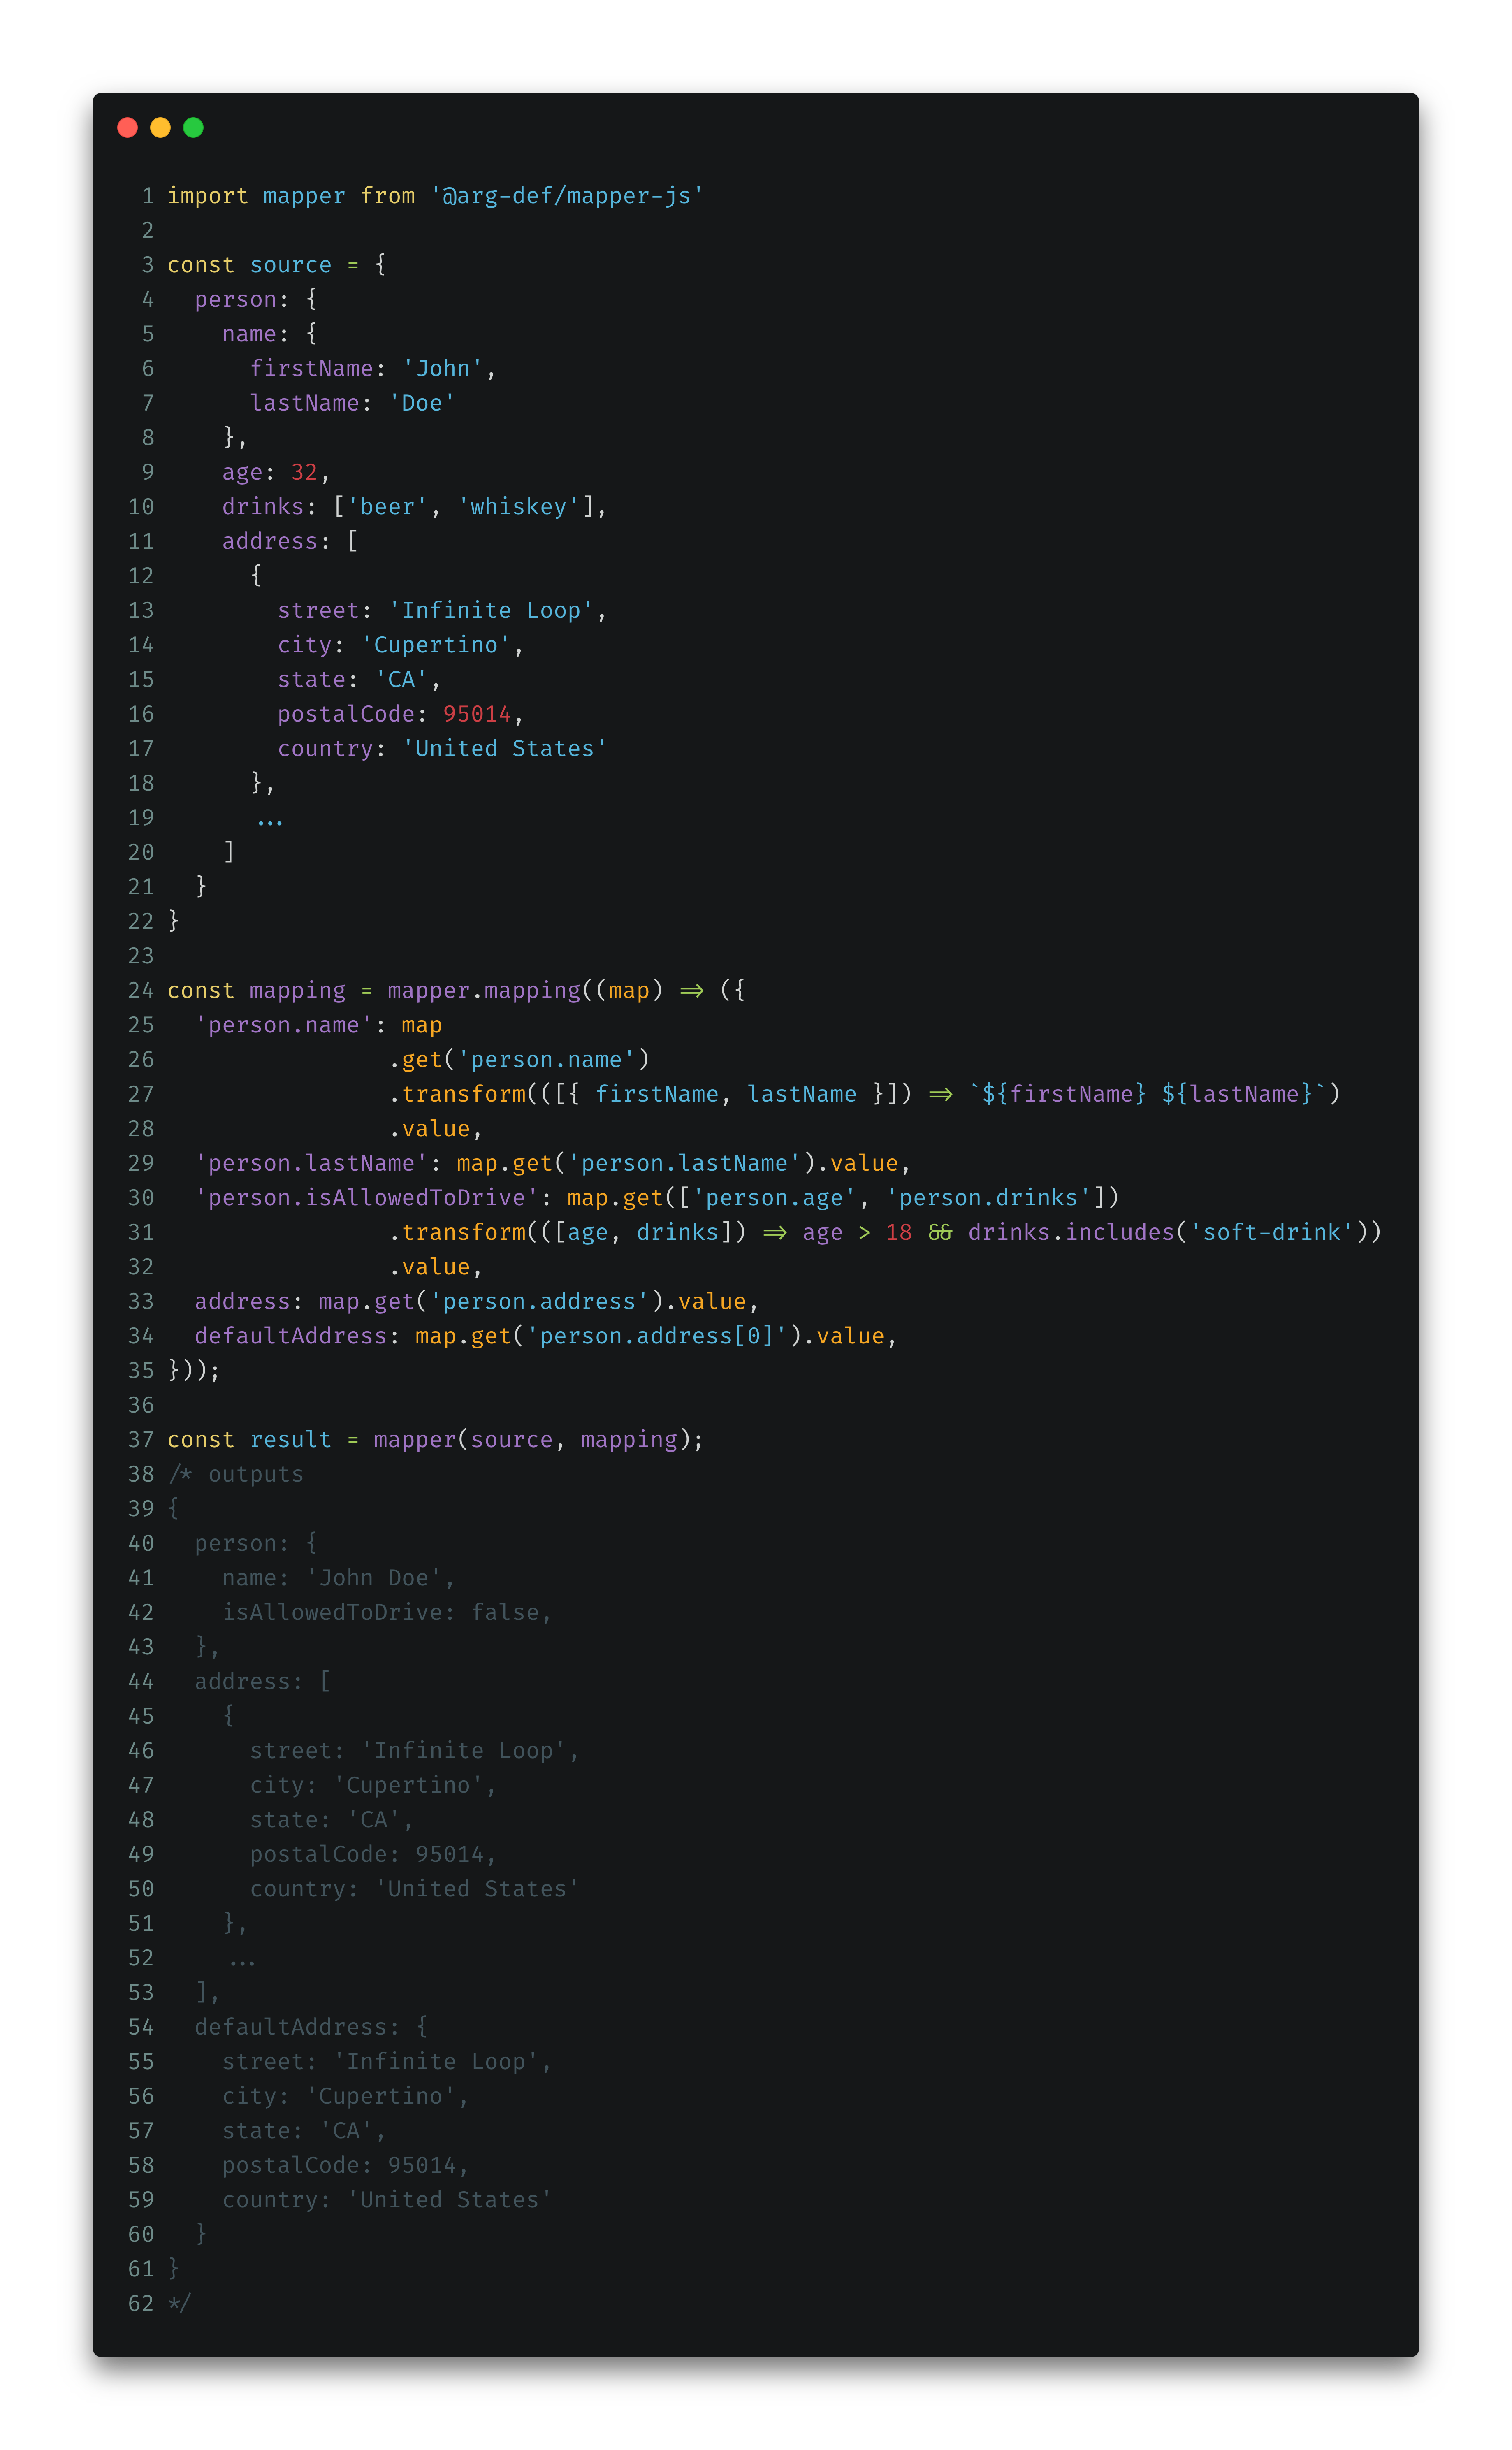 1 import mapper from '@arg-def/mapper-js'
2
3 const source = {
4   person: {
5     name: {
6       firstName: 'John',
7       lastName: 'Doe'
8     },
9     age: 32,
10     drinks: ['beer', 'whiskey'],
11     address: [
12       {
13         street: 'Infinite Loop',
14         city: 'Cupertino',
15         state: 'CA',
16         postalCode: 95014,
17         country: 'United States'
18       },
19       ...
20     ]
21   }
22 }
23
24 const mapping = mapper.mapping((map) => ({
25   'person.name': map
26                 .get('person.name')
27                 .transform(([{ firstName, lastName }]) => `${firstName} ${lastName}`)
28                 .value,
29   'person.lastName': map.get('person.lastName').value,
30   'person.isAllowedToDrive': map.get(['person.age', 'person.drinks'])
31                 .transform(([age, drinks]) => age > 18 && drinks.includes('soft-drink'))
32                 .value,
33   address: map.get('person.address').value,
34   defaultAddress: map.get('person.address[0]').value,
35 }));
36
37 const result = mapper(source, mapping);
38 /* outputs
39 {
40   person: {
41     name: 'John Doe',
42     isAllowedToDrive: false,
43   },
44   address: [
45     {
46       street: 'Infinite Loop',
47       city: 'Cupertino',
48       state: 'CA',
49       postalCode: 95014,
50       country: 'United States'
51     },
52     ...
53   ],
54   defaultAddress: {
55     street: 'Infinite Loop',
56     city: 'Cupertino',
57     state: 'CA',
58     postalCode: 95014,
59     country: 'United States'
60   }
61 }
62 */